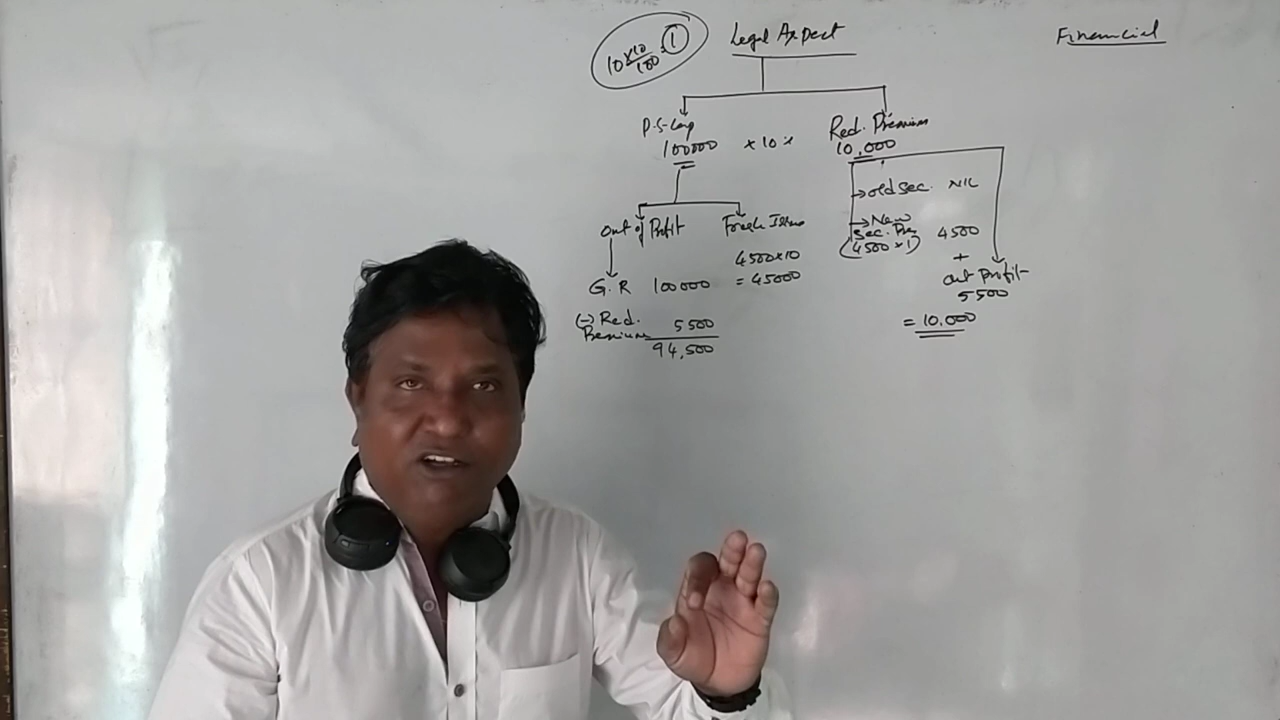 10 × 10/100 = 1
Legal Aspect
Financial
P.S. Cap
100000 × 10%
Red. Premium
10,000
→ old sec. NIL
→ New
Sec. Pre
(4500 × 1)
4500
+
out Profit
5500
= 10,000
out of Profit
Fresh Issue
4500×10
= 45000
G.R 100000
(-) Red.
Premium 5500
94,500